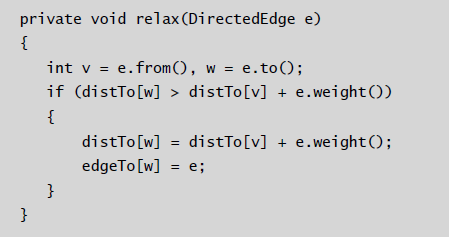 private void relax(DirectedEdge e)
{
int v = e.from(), w = e.to();
if (distTo[w] > distTo[v] + e.weight())
{
distTo[w] = distTo[v] + e.weight();
edgeTo[w] = e;
}
}